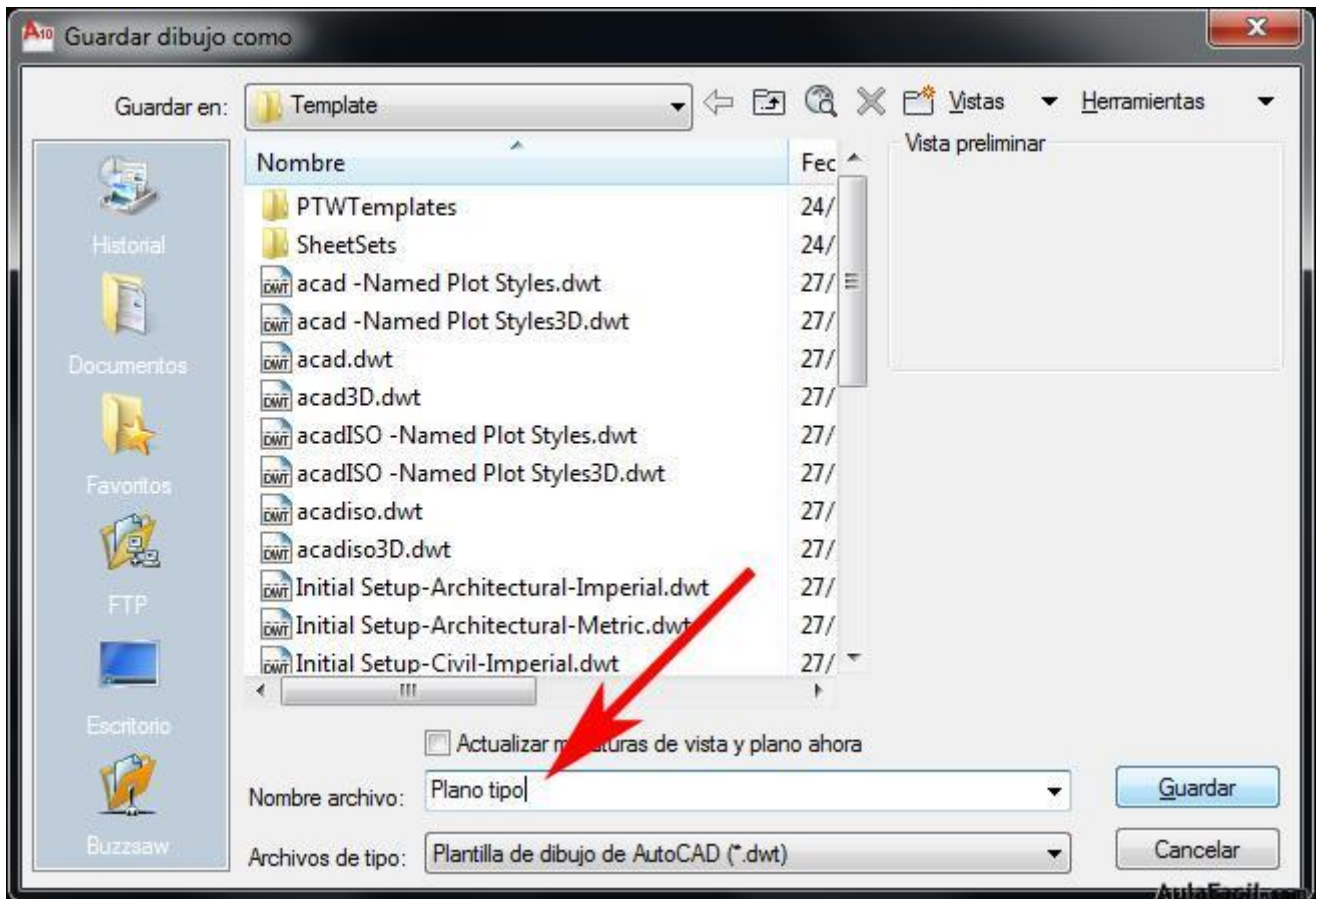 A10 Guardar dibujo como
Guardar en: Template Vistas Herramientas
Nombre Fec Vista preliminar
PTWTemplates 24/
SheetSets 24/
acad -Named Plot Styles.dwt 27/
acad -Named Plot Styles3D.dwt 27/
acad.dwt 27/
acad3D.dwt 27/
acadISO -Named Plot Styles.dwt 27/
acadISO -Named Plot Styles3D.dwt 27/
acadiso.dwt 27/
acadiso3D.dwt 27/
Initial Setup-Architectural-Imperial.dwt 27/
Initial Setup-Architectural-Metric.dwt 27/
Initial Setup-Civil-Imperial.dwt 27/
Historial
Documentos
Favoritos
FTP
Escritorio
Buzzsaw
Actualizar de vista y plano ahora
Nombre archivo: Plano tipo Guardar
Archivos de tipo: Plantilla de dibujo de AutoCAD (*.dwt) Cancelar
AulaFacil.com